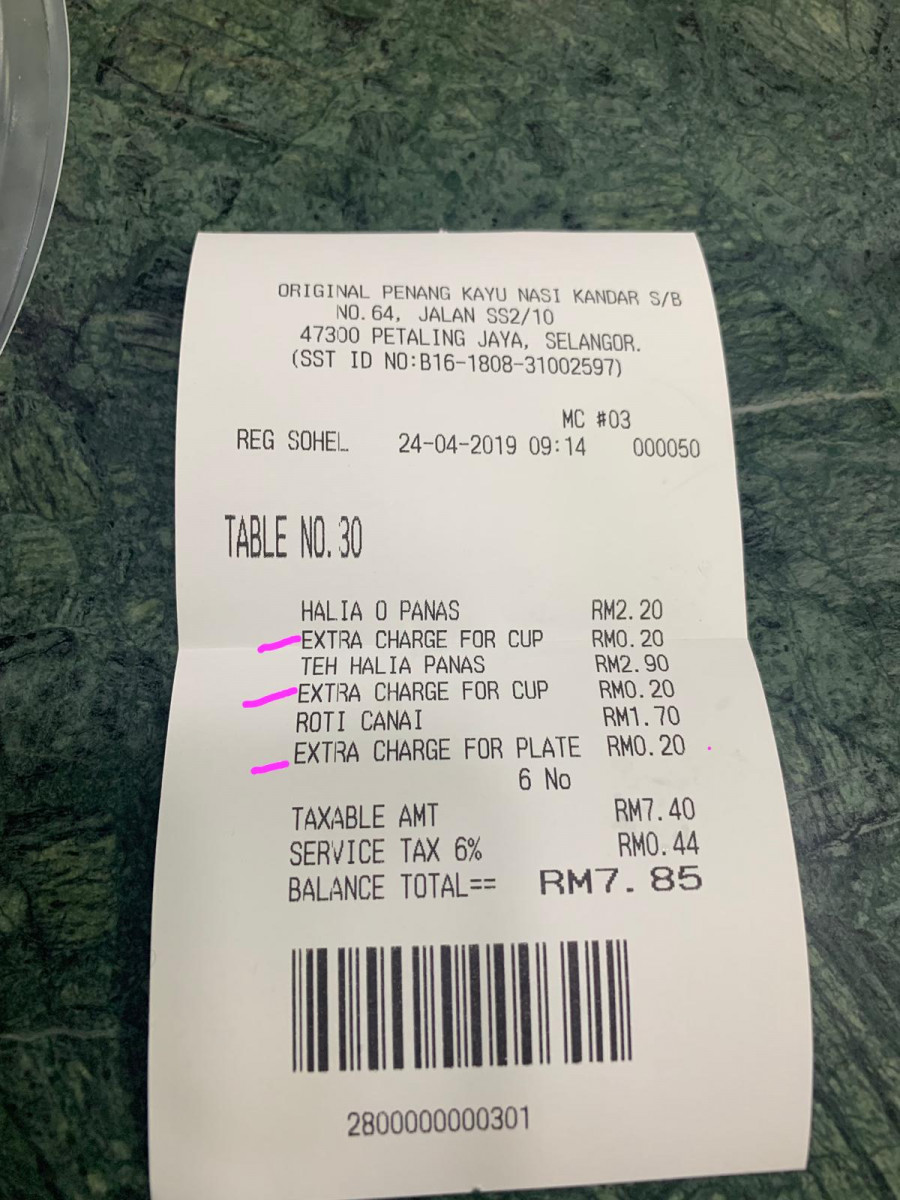 ORIGINAL PENANG KAYU NASI KANDAR S/B
NO.64, JALAN SS2/10
47300 PETALING JAYA, SELANGOR.
(SST ID NO:B16-1808-31002597)
MC #03
REG SOHEL 24-04-2019 09:14 000050
TABLE NO.30
HALIA O PANAS RM2.20
EXTRA CHARGE FOR CUP RM0.20
TEH HALIA PANAS RM2.90
EXTRA CHARGE FOR CUP RM0.20
ROTI CANAI RM1.70
EXTRA CHARGE FOR PLATE RM0.20
6 No
TAXABLE AMT RM7.40
SERVICE TAX 6% RM0.44
BALANCE TOTAL== RM7.85
2800000000301